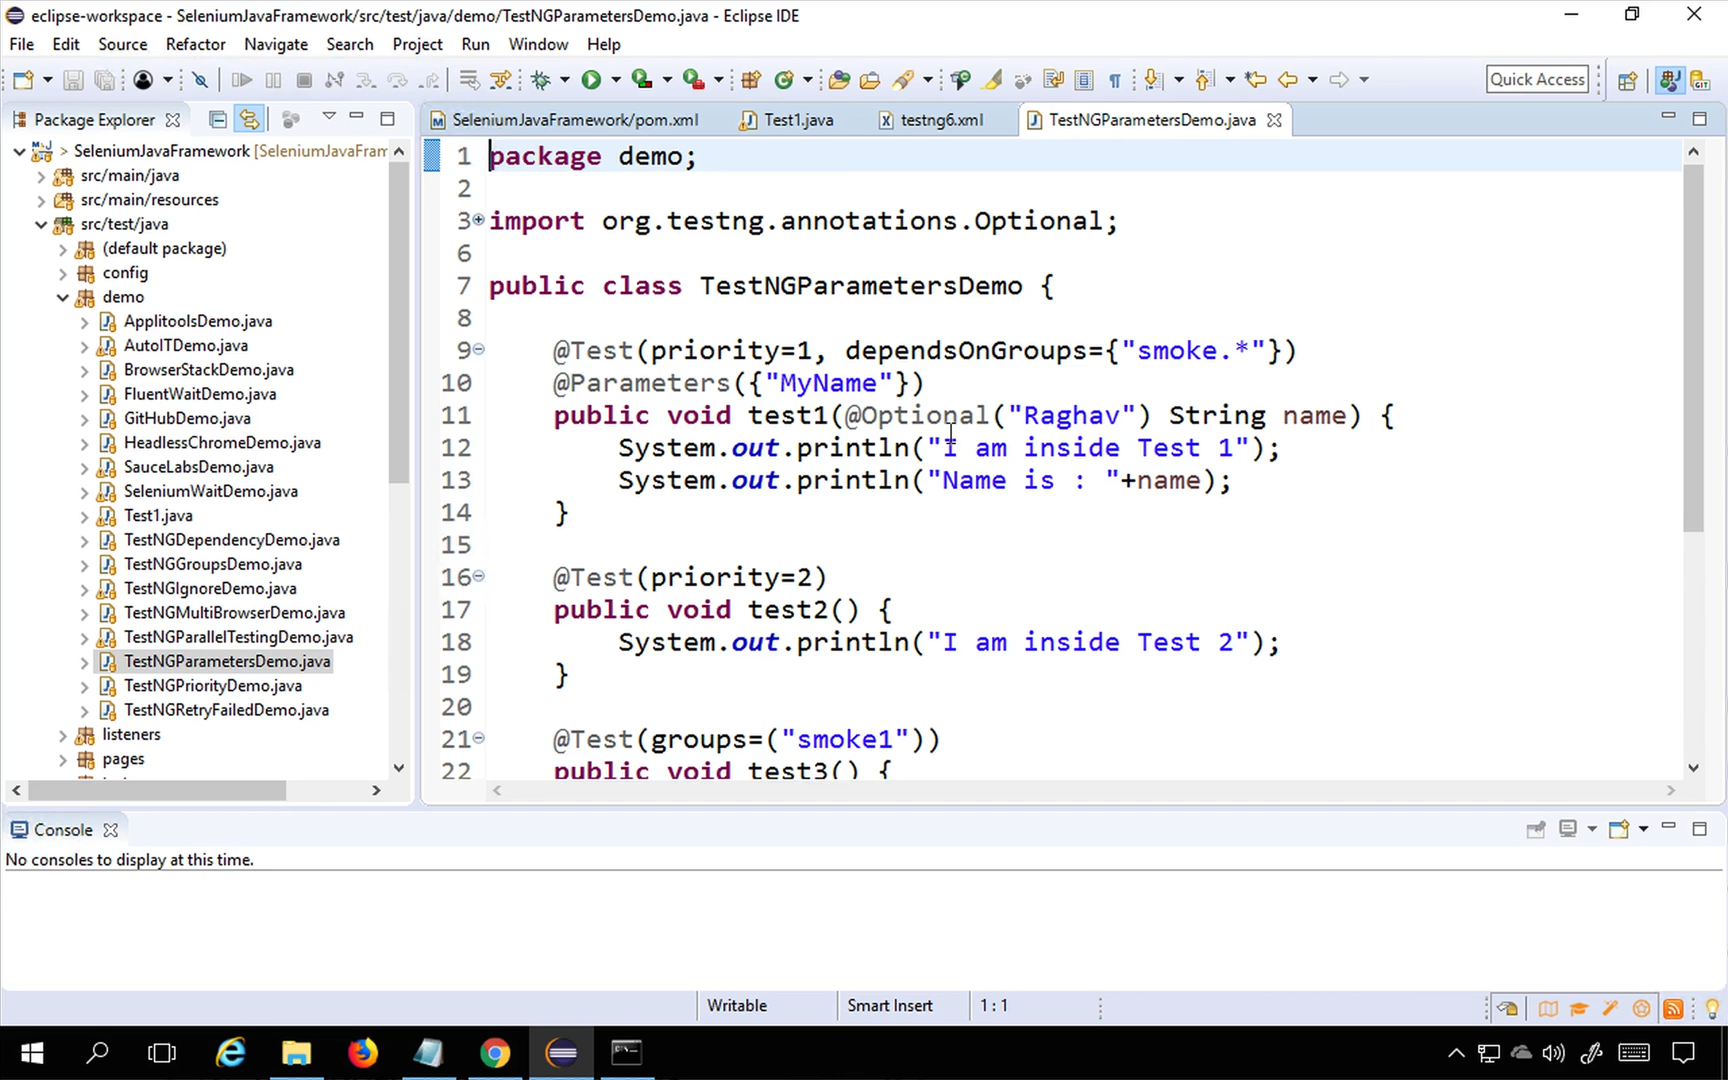 eclipse-workspace - SeleniumJavaFramework/src/test/java/demo/TestNGParametersDemo.java - Eclipse IDE
File Edit Source Refactor Navigate Search Project Run Window Help
Quick Access
Package Explorer
> SeleniumJavaFramework [SeleniumJavaFram
src/main/java
src/main/resources
src/test/java
(default package)
config
demo
ApplitoolsDemo.java
AutoITDemo.java
BrowserStackDemo.java
FluentWaitDemo.java
GitHubDemo.java
HeadlessChromeDemo.java
SauceLabsDemo.java
SeleniumWaitDemo.java
Test1.java
TestNGDependencyDemo.java
TestNGGroupsDemo.java
TestNGIgnoreDemo.java
TestNGMultiBrowserDemo.java
TestNGParallelTestingDemo.java
TestNGParametersDemo.java
TestNGPriorityDemo.java
TestNGRetryFailedDemo.java
listeners
pages
SeleniumJavaFramework/pom.xml Test1.java testng6.xml TestNGParametersDemo.java
1 package demo;
2
3 import org.testng.annotations.Optional;
6
7 public class TestNGParametersDemo {
8
9 @Test(priority=1, dependsOnGroups={"smoke.*"})
10 @Parameters({"MyName"})
11 public void test1(@Optional("Raghav") String name) {
12 System.out.println("I am inside Test 1");
13 System.out.println("Name is : "+name);
14 }
15
16 @Test(priority=2)
17 public void test2() {
18 System.out.println("I am inside Test 2");
19 }
20
21 @Test(groups=("smoke1"))
22 public void test3() {
Console
No consoles to display at this time.
Writable Smart Insert 1 : 1